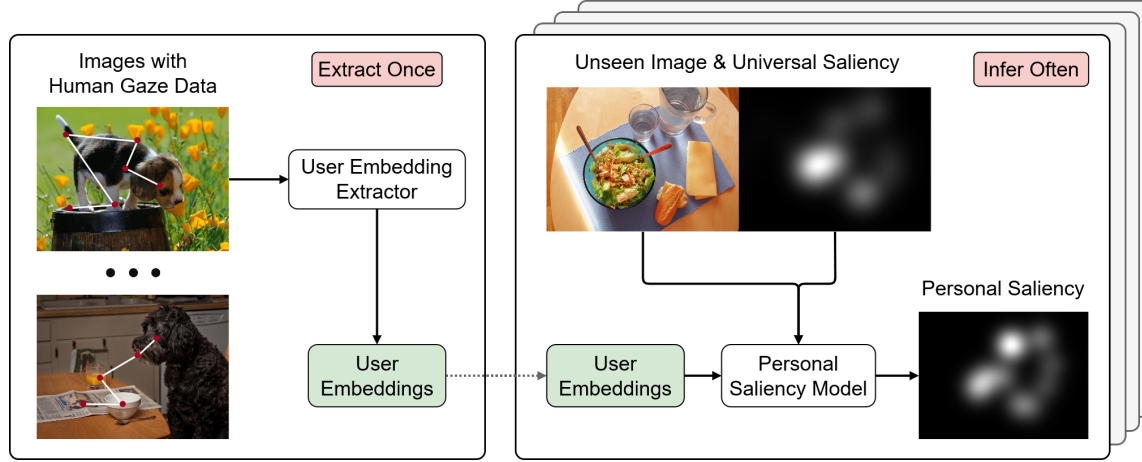 Images with
Human Gaze Data
Extract Once
User Embedding
Extractor
User
Embeddings
Unseen Image & Universal Saliency
Infer Often
User
Embeddings
Personal
Saliency Model
Personal Saliency